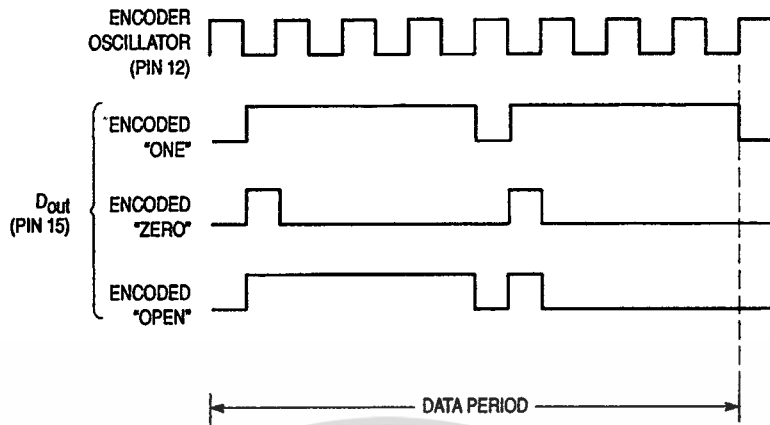 ENCODER
OSCILLATOR
(PIN 12)
ENCODED
"ONE"
Dout
(PIN 15)
ENCODED
"ZERO"
ENCODED
"OPEN"
DATA PERIOD